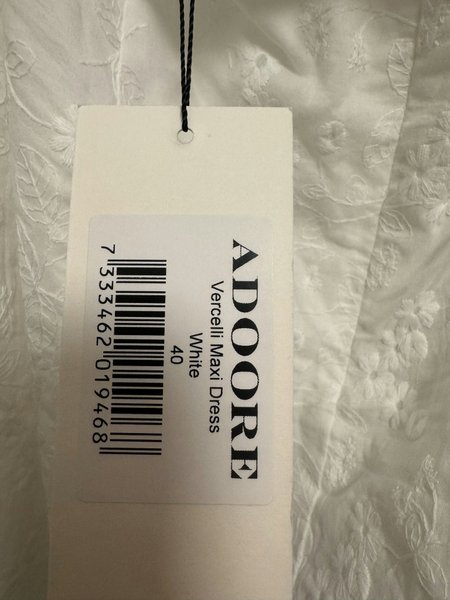 ADOORE
Vercelli Maxi Dress
White
40
7 333462 019468